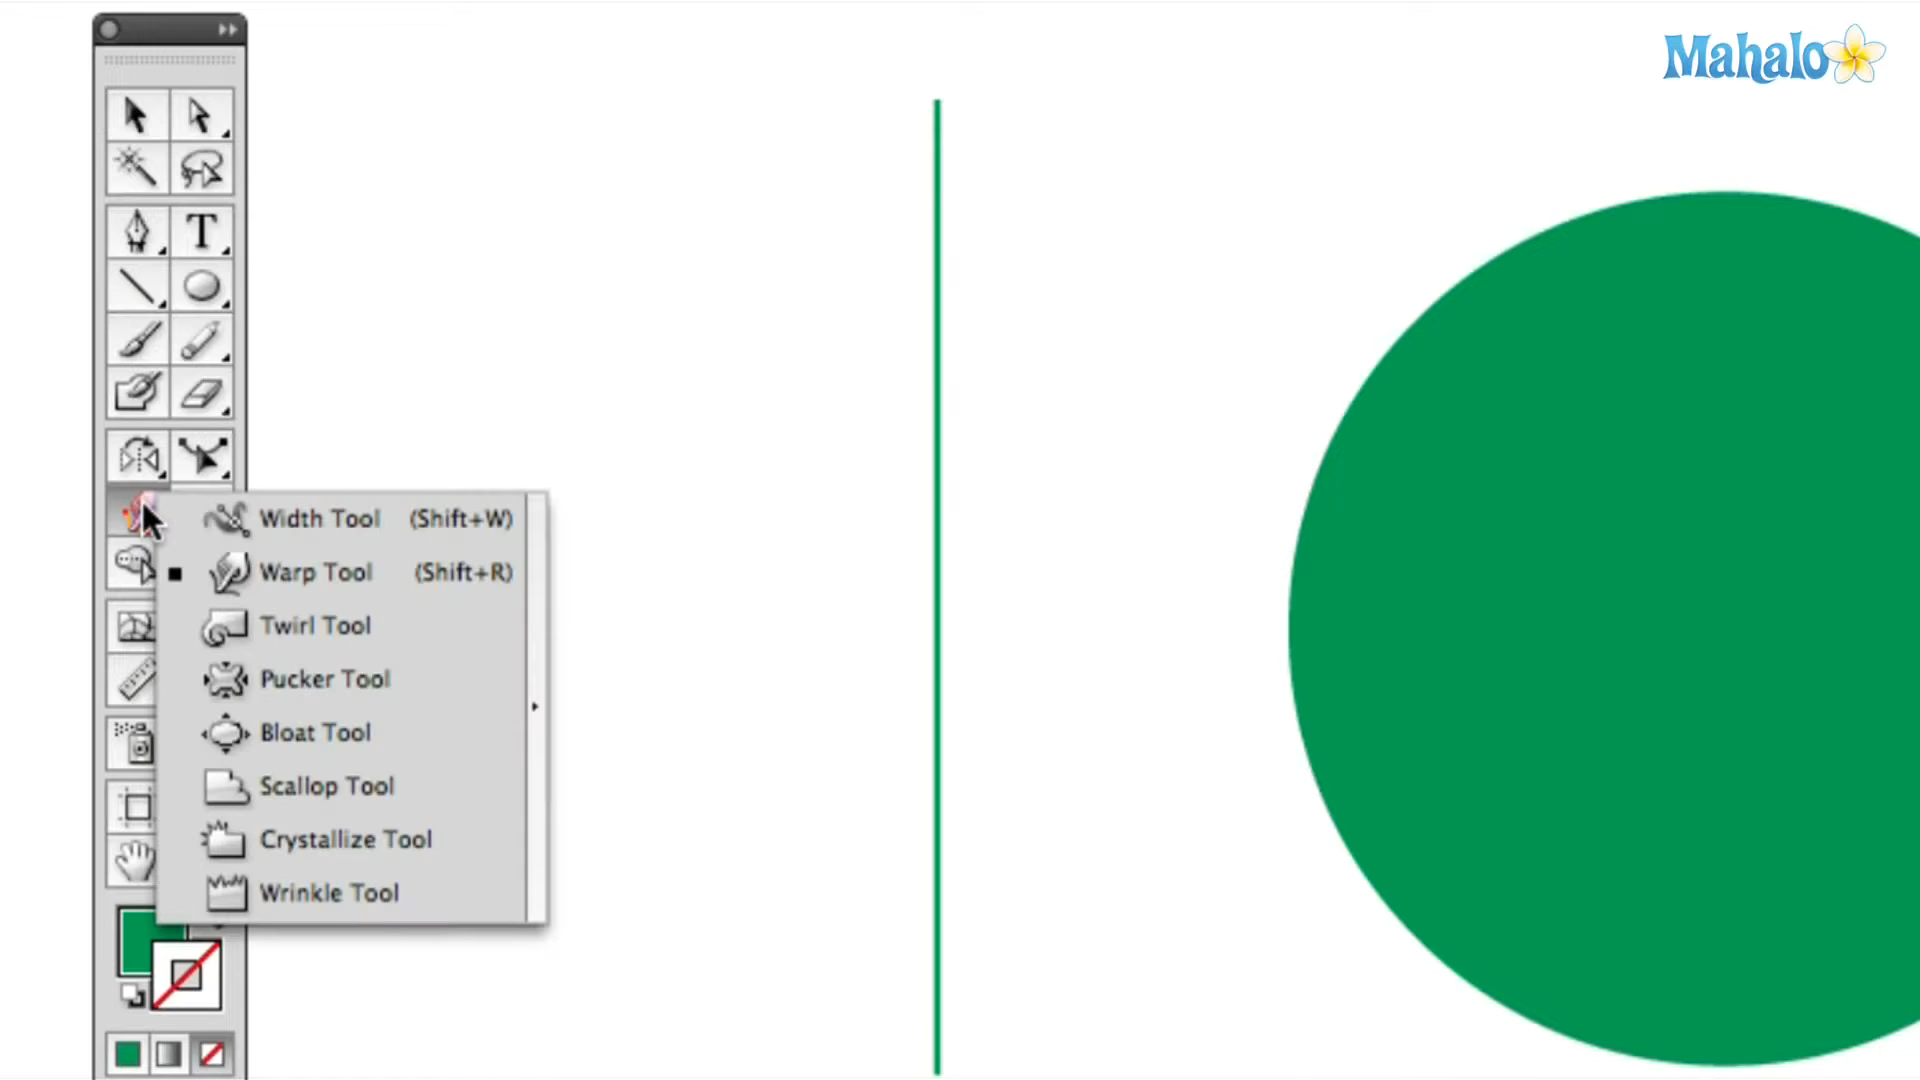 Mahalo
T
Width Tool (Shift+W)
Warp Tool (Shift+R)
Twirl Tool
Pucker Tool
Bloat Tool
Scallop Tool
Crystallize Tool
Wrinkle Tool